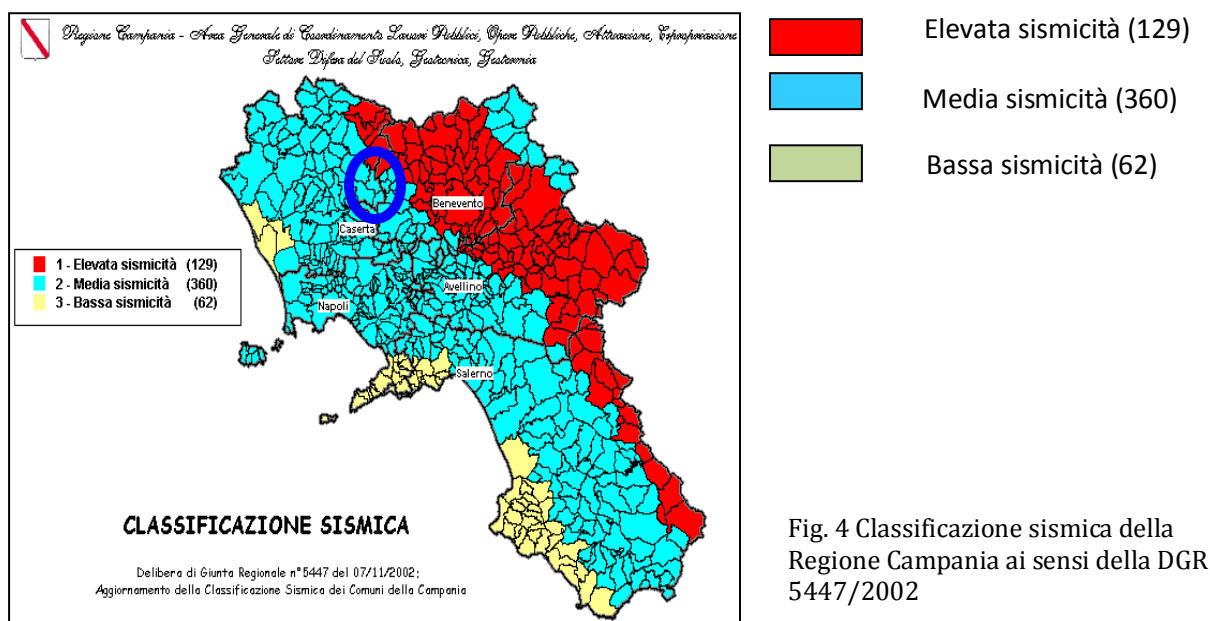 Regione Campania - Area Generale di Coordinamento Lavori Pubblici, Opere Pubbliche, Attuazione, Espropriazione
Settore Difesa del Suolo, Geotecnica, Geotermia
Elevata sismicità (129)
Media sismicità (360)
Bassa sismicità (62)
Benevento
Caserta
1 - Elevata sismicità (129)
2 - Media sismicità (360)
3 - Bassa sismicità (62)
Avellino
Napoli
Salerno
CLASSIFICAZIONE SISMICA
Delibera di Giunta Regionale n°5447 del 07/11/2002:
Aggiornamento della Classificazione Sismica dei Comuni della Campania
Fig. 4 Classificazione sismica della
Regione Campania ai sensi della DGR
5447/2002